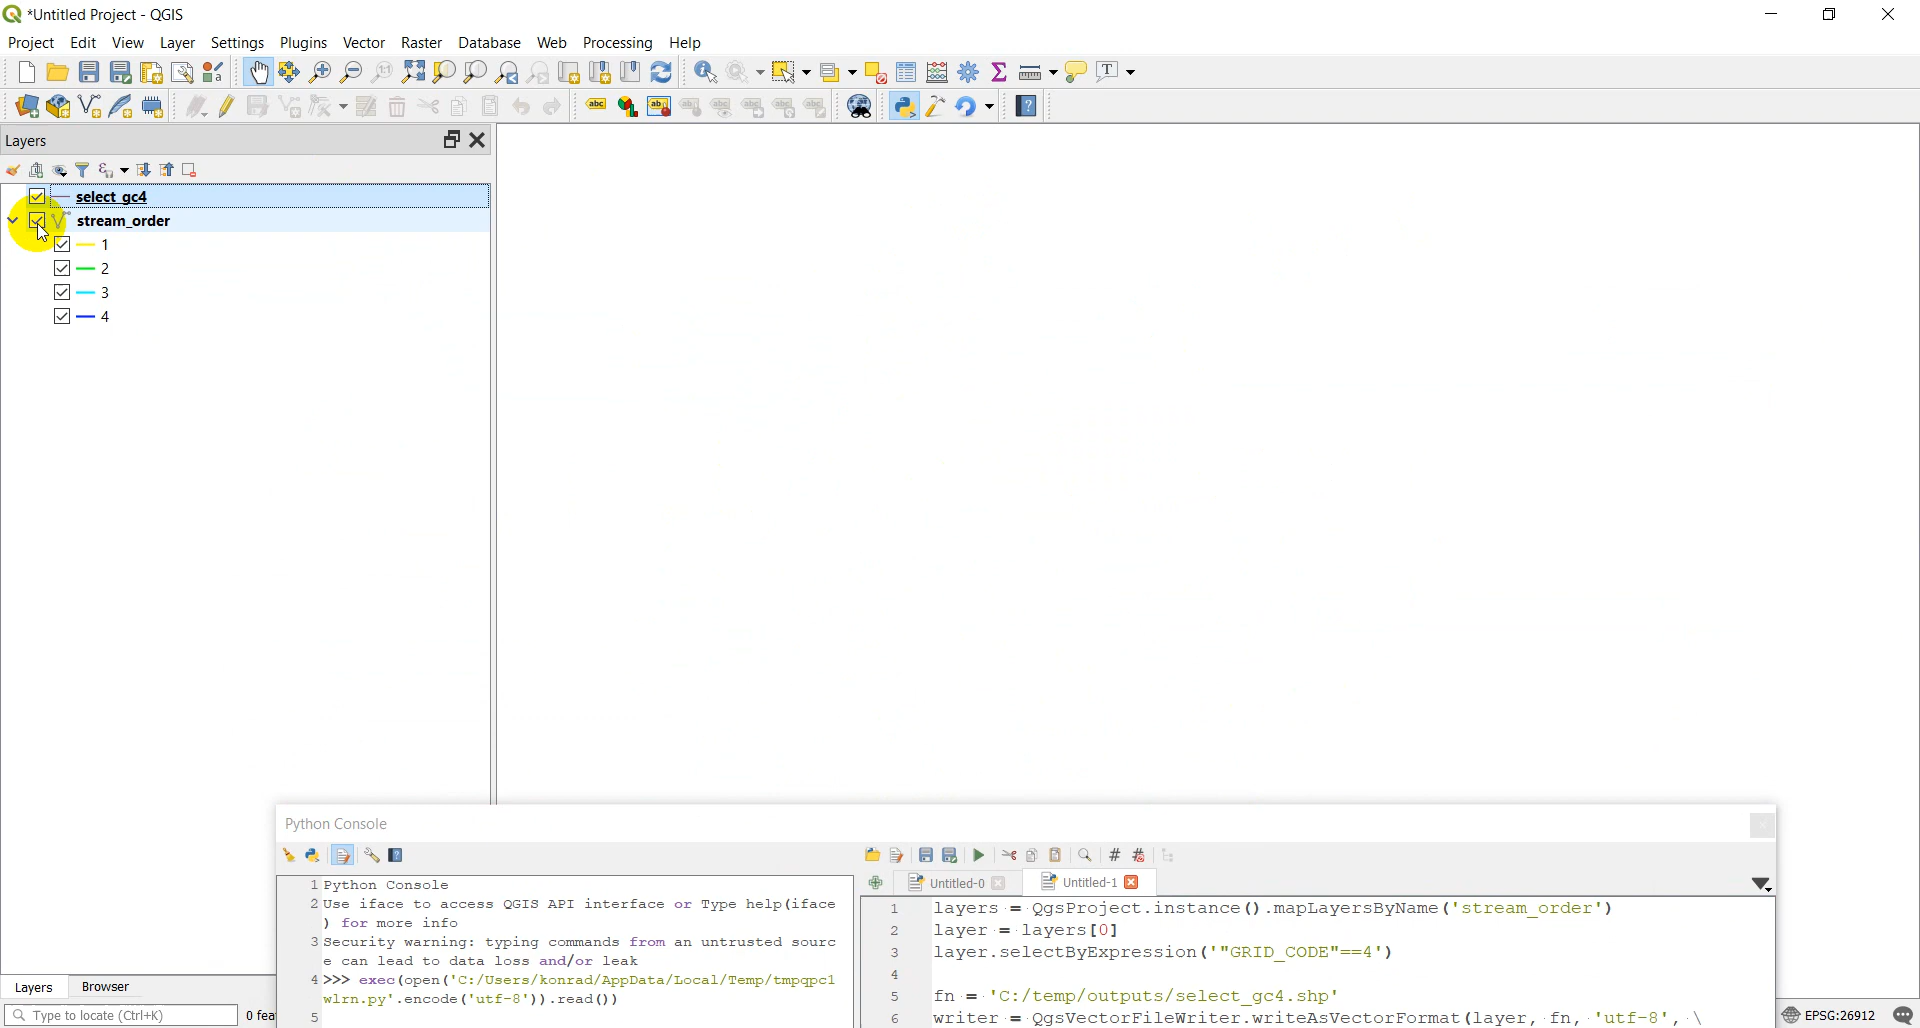 *Untitled Project - QGIS
Project Edit View Layer Settings Plugins Vector Raster Database Web Processing Help
Layers
select_gc4
stream_order
1
2
3
4
Python Console
Untitled-0 Untitled-1
1 Python Console
2 Use iface to access QGIS API interface or Type help(iface
) for more info
3 Security warning: typing commands from an untrusted sourc
e can lead to data loss and/or leak
4 >>> exec(open('C:/Users/konrad/AppData/Local/Temp/tmpqpc1
wlrn.py'.encode('utf-8')).read())
5
1 layers = QgsProject.instance().mapLayersByName('stream_order')
2 layer = layers[0]
3 layer.selectByExpression('"GRID_CODE"==4')
4
5 fn = 'C:/temp/outputs/select_gc4.shp'
6 writer = QgsVectorFileWriter.writeAsVectorFormat(layer, fn, 'utf-8', \
Layers Browser
Type to locate (Ctrl+K) 0 fea
EPSG:26912